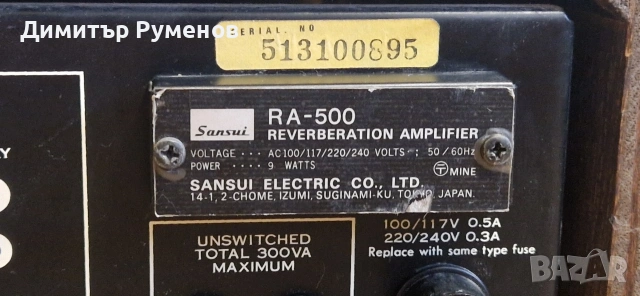 Димитър Руменов
SERIAL. NO
513100895
Sansui
RA-500
REVERBERATION AMPLIFIER
VOLTAGE ··· AC100/117/220/240 VOLTS ; 50/60Hz
POWER ···· 9 WATTS
T MINE
SANSUI ELECTRIC CO., LTD.
14-1, 2-CHOME, IZUMI, SUGINAMI-KU, TOKYO, JAPAN.
UNSWITCHED
TOTAL 300VA
MAXIMUM
100/117V 0.5A
220/240V 0.3A
Replace with same type fuse
BAZAR